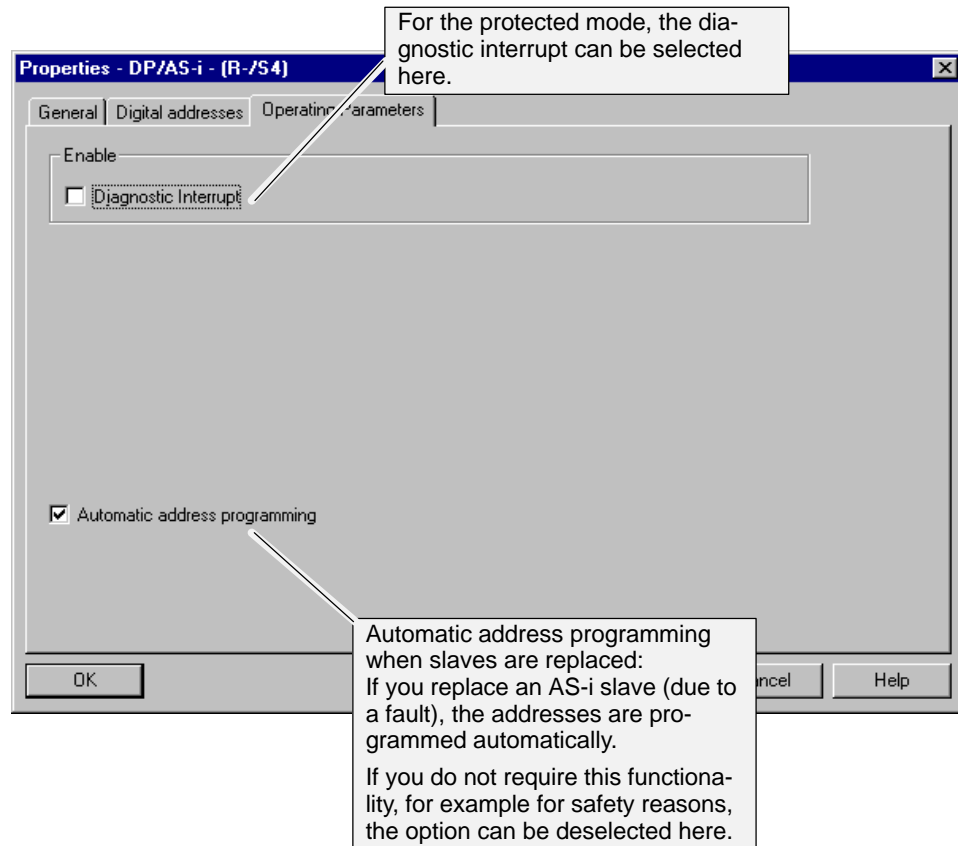 For the protected mode, the dia-
gnostic interrupt can be selected
here.
Properties - DP/AS-i - (R-/S4)
General
Digital addresses
Operating Parameters
Enable
Diagnostic Interrupt
Automatic address programming
Automatic address programming
when slaves are replaced:
If you replace an AS-i slave (due to
a fault), the addresses are pro-
grammed automatically.
If you do not require this functiona-
lity, for example for safety reasons,
the option can be deselected here.
OK
ncel
Help